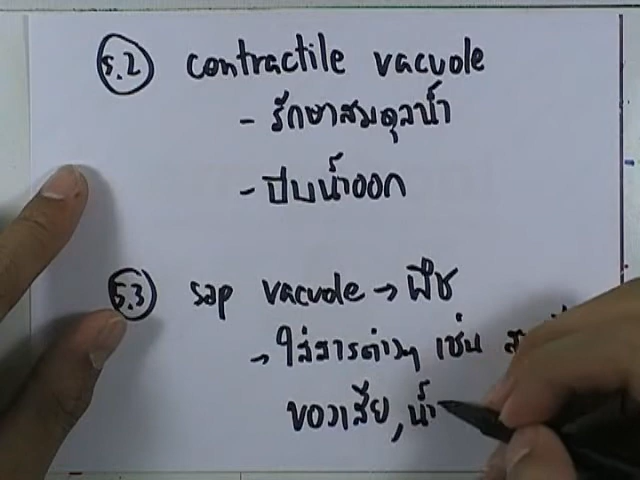 5.2 contractile vacuole
- รักษาสมดุลน้ำ
- ปีบน้ำออก
5.3 sap vacuole → พืช
→ ใส่สารต่างๆ เช่น
ของเสีย, น้ำ